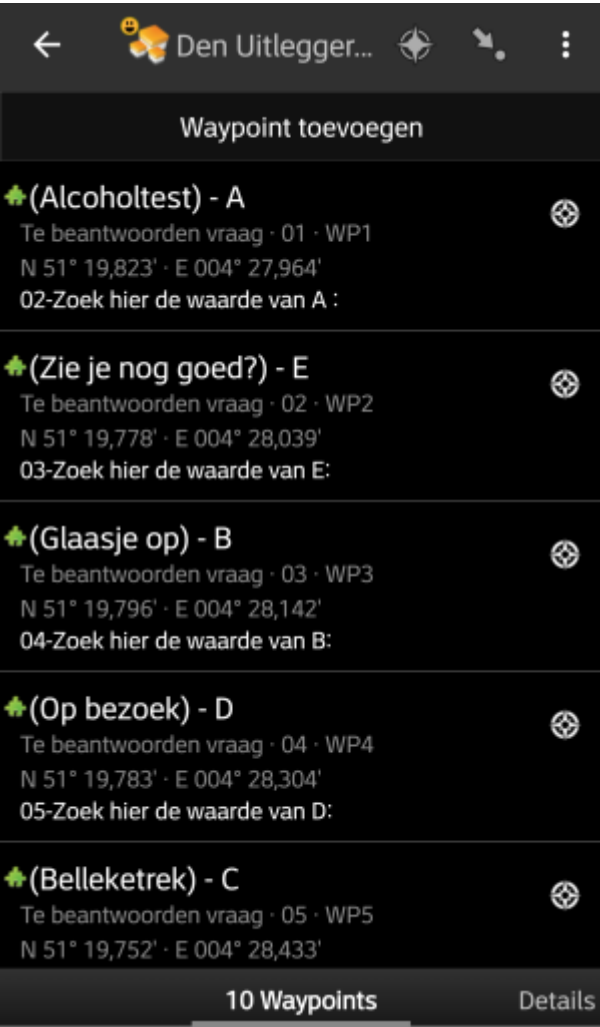 Den Uitlegger...
Waypoint toevoegen
(Alcoholtest) - A
Te beantwoorden vraag · 01 · WP1
N 51° 19,823' · E 004° 27,964'
02-Zoek hier de waarde van A :
(Zie je nog goed?) - E
Te beantwoorden vraag · 02 · WP2
N 51° 19,778' · E 004° 28,039'
03-Zoek hier de waarde van E:
(Glaasje op) - B
Te beantwoorden vraag · 03 · WP3
N 51° 19,796' · E 004° 28,142'
04-Zoek hier de waarde van B:
(Op bezoek) - D
Te beantwoorden vraag · 04 · WP4
N 51° 19,783' · E 004° 28,304'
05-Zoek hier de waarde van D:
(Belleketrek) - C
Te beantwoorden vraag · 05 · WP5
N 51° 19,752' · E 004° 28,433'
10 Waypoints
Details